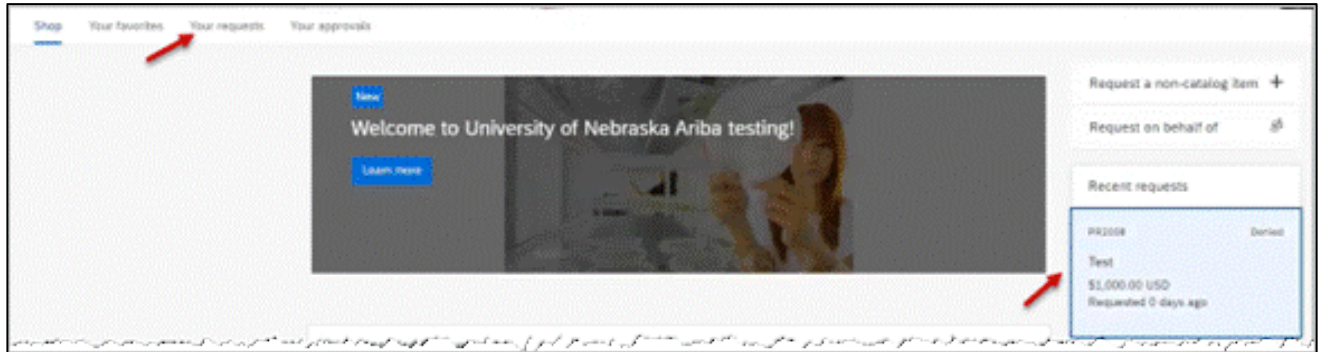 Shop Your favorites Your requests Your approvals
New
Welcome to University of Nebraska Ariba testing!
Learn more
Request a non-catalog item +
Request on behalf of
Recent requests
PR2008 Denied
Test
$1,000.00 USD
Requested 0 days ago